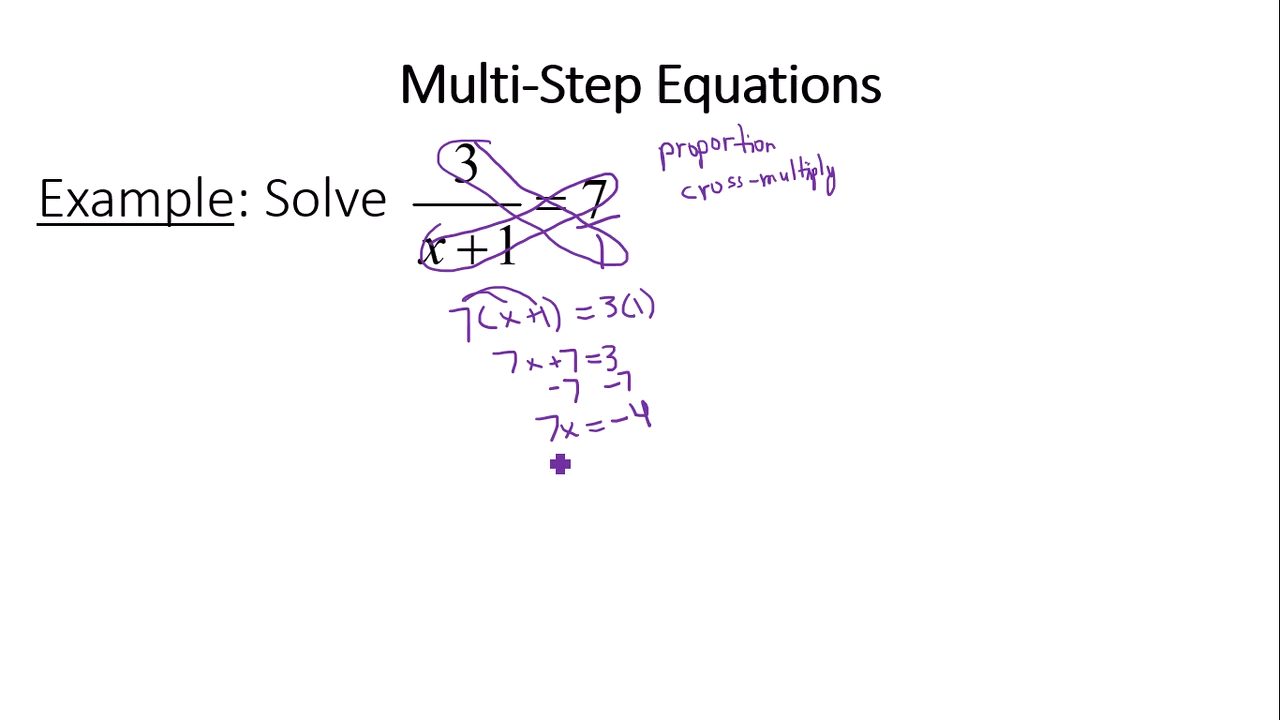 Multi-Step Equations
proportion
cross-multiply
Example: Solve 3/(x + 1) = 7/1
7(x+1) = 3(1)
7x+7=3
-7 -7
7x = -4